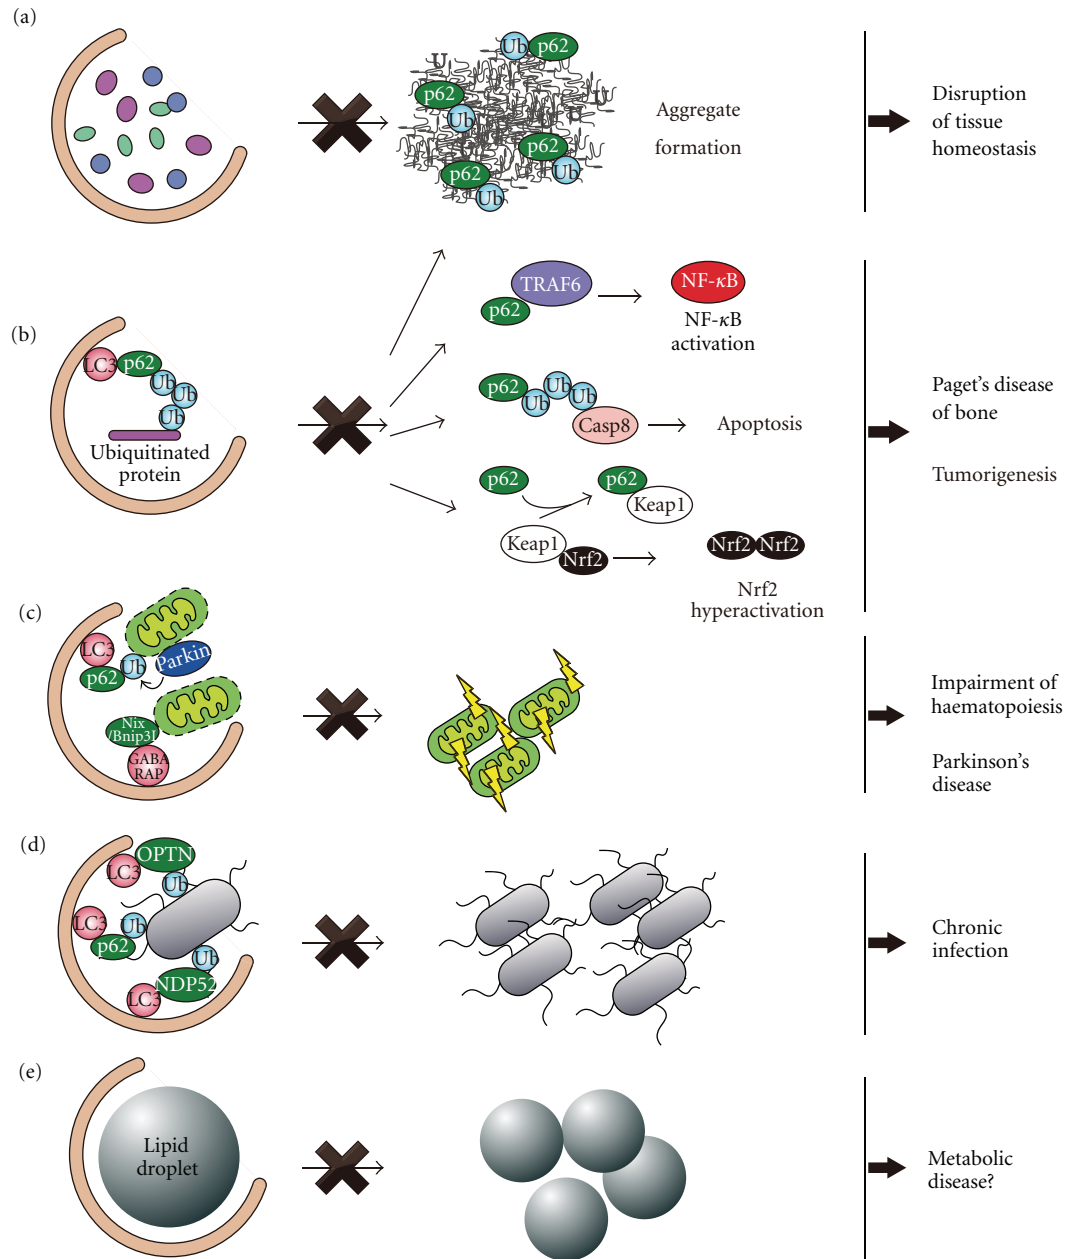 (a)
Ub p62
p62
Ub
p62
Ub
p62
Ub
Aggregate
formation
Disruption
of tissue
homeostasis
(b)
LC3 p62
Ub
Ub
Ub
Ubiquitinated
protein
TRAF6
p62
NF-κB
NF-κB
activation
p62
Ub
Ub
Ub
Casp8
Apoptosis
p62
p62
Keap1
Keap1
Nrf2
Nrf2 Nrf2
Nrf2
hyperactivation
Paget's disease
of bone
Tumorigenesis
(c)
LC3
p62
Ub
Parkin
Nix
/Bnip3l
GABA
RAP
Impairment of
haematopoiesis
Parkinson's
disease
(d)
OPTN
LC3
Ub
LC3
Ub
p62
Ub
NDP52
LC3
Chronic
infection
(e)
Lipid
droplet
Metabolic
disease?